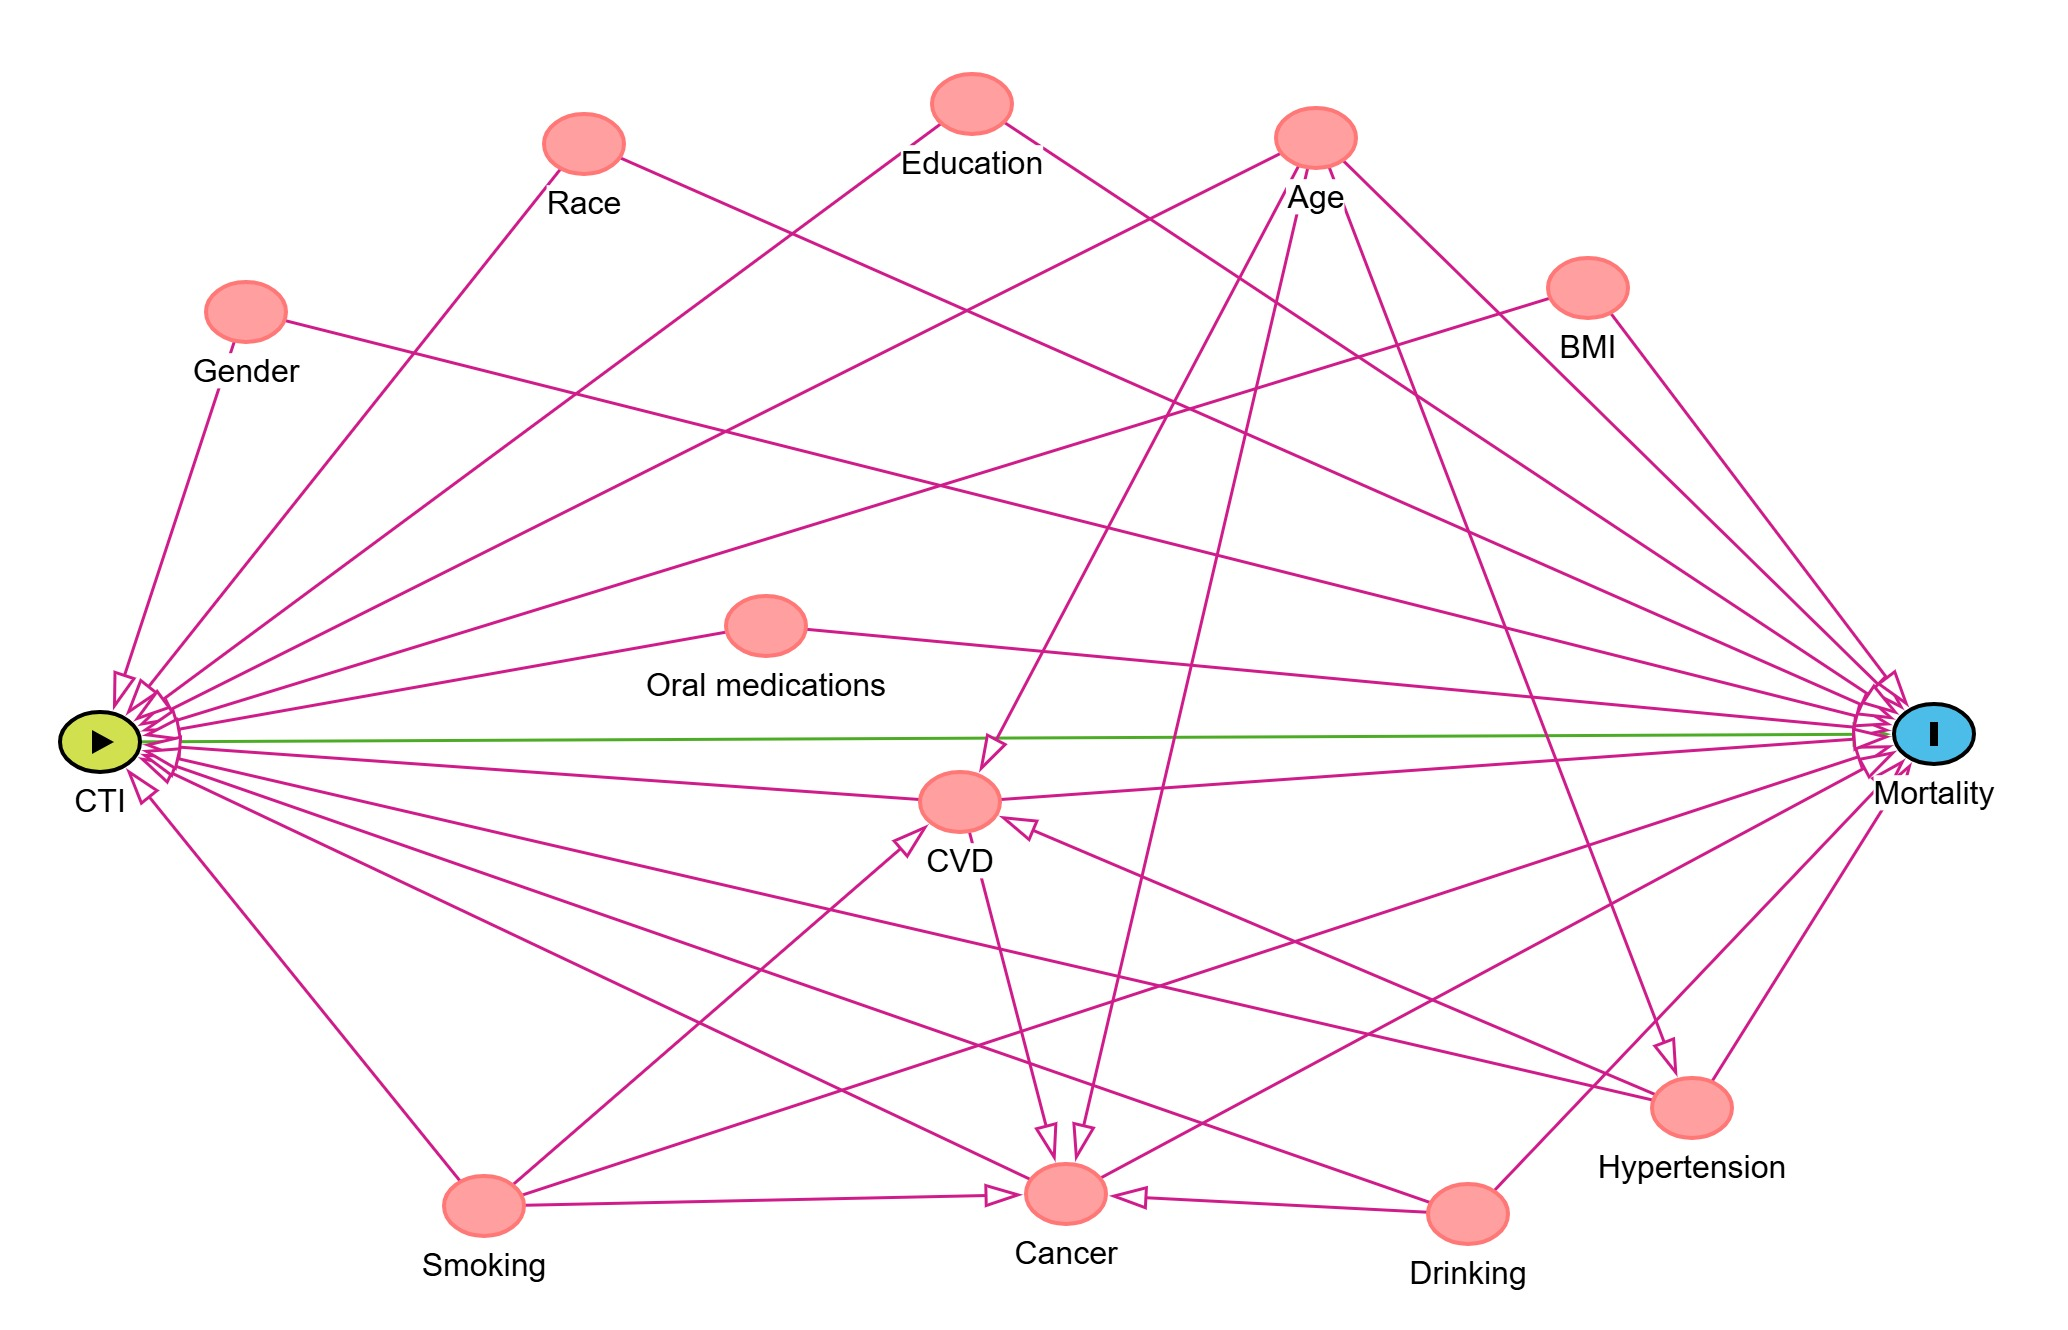 Education
Race
Age
BMI
Gender
Oral medications
CTI
Mortality
CVD
Hypertension
Smoking
Cancer
Drinking